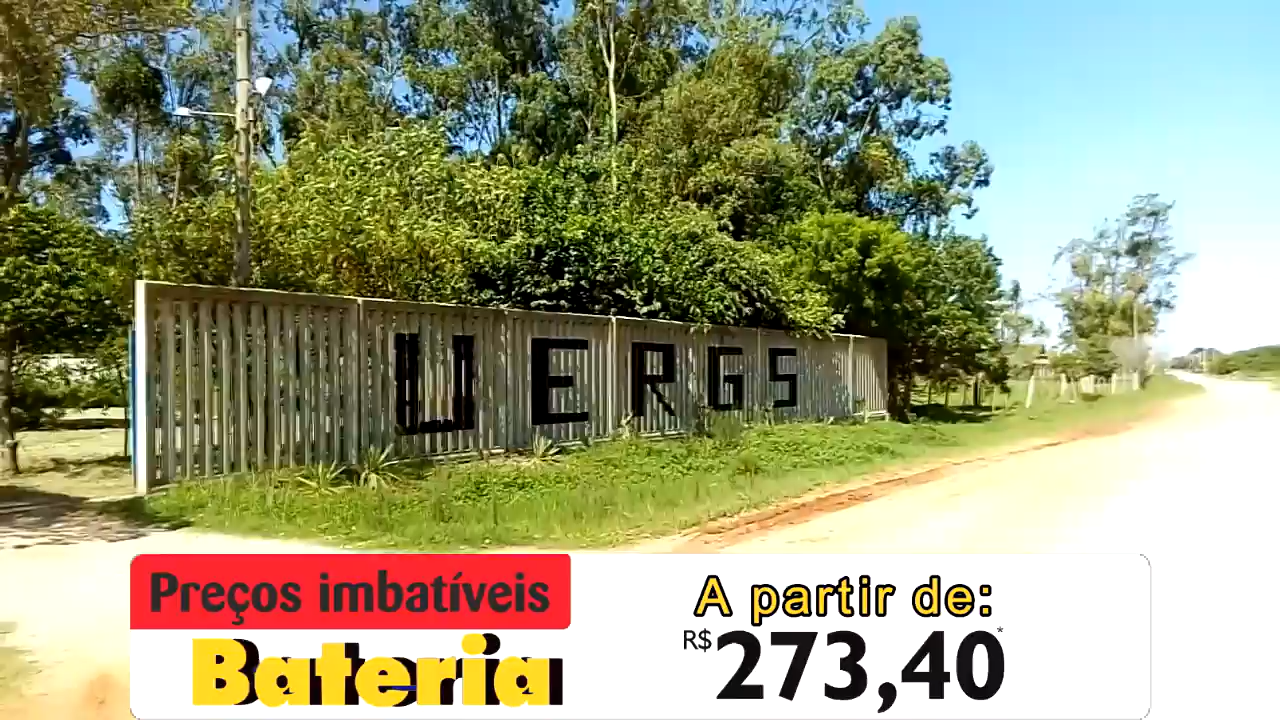 UERGS
Preços imbatíveis
Bateria
A partir de:
R$ 273,40*